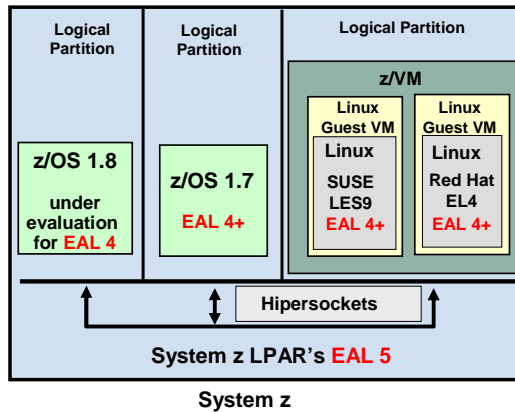 Logical
Partition
z/OS 1.8
under
evaluation
for EAL 4
Logical
Partition
z/OS 1.7
EAL 4+
Logical Partition
z/VM
Linux
Guest VM
Linux
SUSE
LES9
EAL 4+
Linux
Guest VM
Linux
Red Hat
EL4
EAL 4+
Hipersockets
System z LPAR's EAL 5
System z